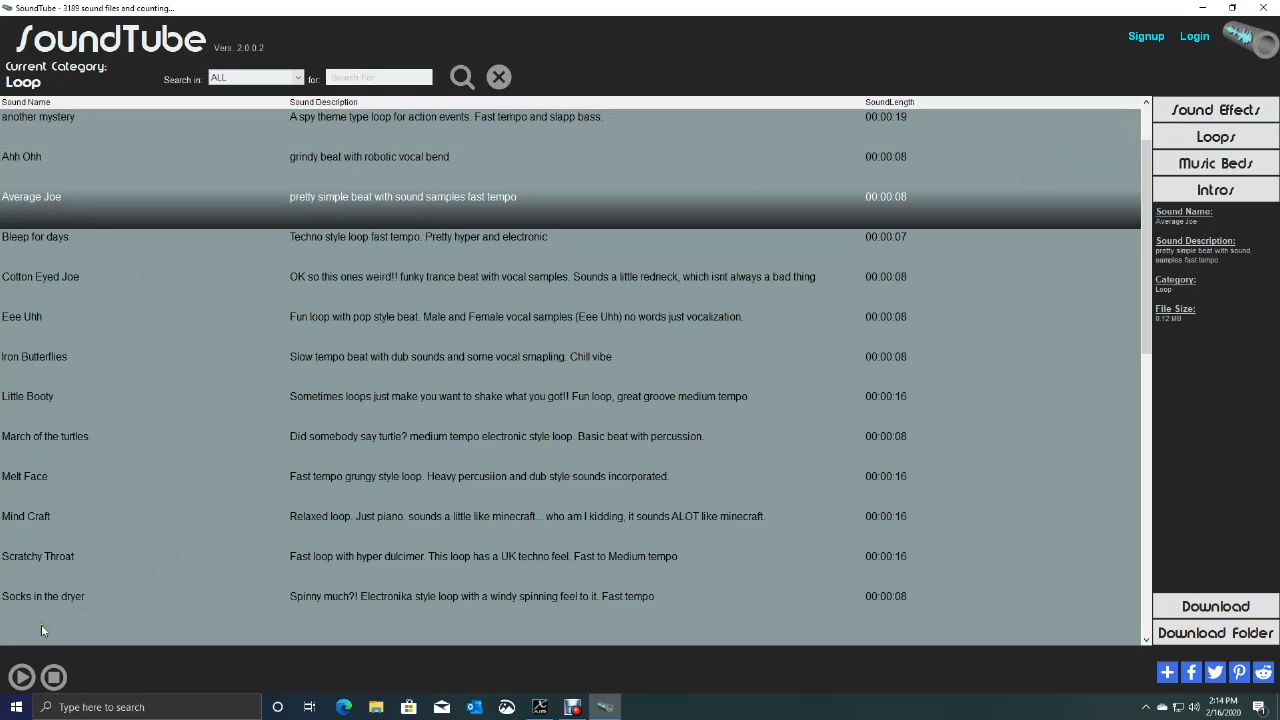 SoundTube - 3189 sound files and counting...
SoundTube Vers. 2.0.0.2
Signup Login
Current Category:
Loop
Search in: ALL for: Search For
Sound Name Sound Description SoundLength
another mystery A spy theme type loop for action events. Fast tempo and slapp bass. 00:00:19
Ahh Ohh grindy beat with robotic vocal bend 00:00:08
Average Joe pretty simple beat with sound samples fast tempo 00:00:08
Bleep for days Techno style loop fast tempo. Pretty hyper and electronic 00:00:07
Cotton Eyed Joe OK so this ones weird!! funky trance beat with vocal samples. Sounds a little redneck, which isnt always a bad thing 00:00:08
Eee Uhh Fun loop with pop style beat. Male and Female vocal samples (Eee Uhh) no words just vocalization. 00:00:08
Iron Butterflies Slow tempo beat with dub sounds and some vocal smapling. Chill vibe 00:00:08
Little Booty Sometimes loops just make you want to shake what you got!! Fun loop, great groove medium tempo 00:00:16
March of the turtles Did somebody say turtle? medium tempo electronic style loop. Basic beat with percussion. 00:00:08
Melt Face Fast tempo grungy style loop. Heavy percusiion and dub style sounds incorporated. 00:00:16
Mind Craft Relaxed loop. Just piano. sounds a little like minecraft... who am I kidding, it sounds ALOT like minecraft. 00:00:16
Scratchy Throat Fast loop with hyper dulcimer. This loop has a UK techno feel. Fast to Medium tempo 00:00:16
Socks in the dryer Spinny much?! Electronika style loop with a windy spinning feel to it. Fast tempo 00:00:08
Sound Effects
Loops
Music Beds
Intros
Sound Name:
Average Joe
Sound Description:
pretty simple beat with sound
samples fast tempo
Category:
Loop
File Size:
0.12 MB
Download
Download Folder
Type here to search
2:14 PM
2/16/2020
1